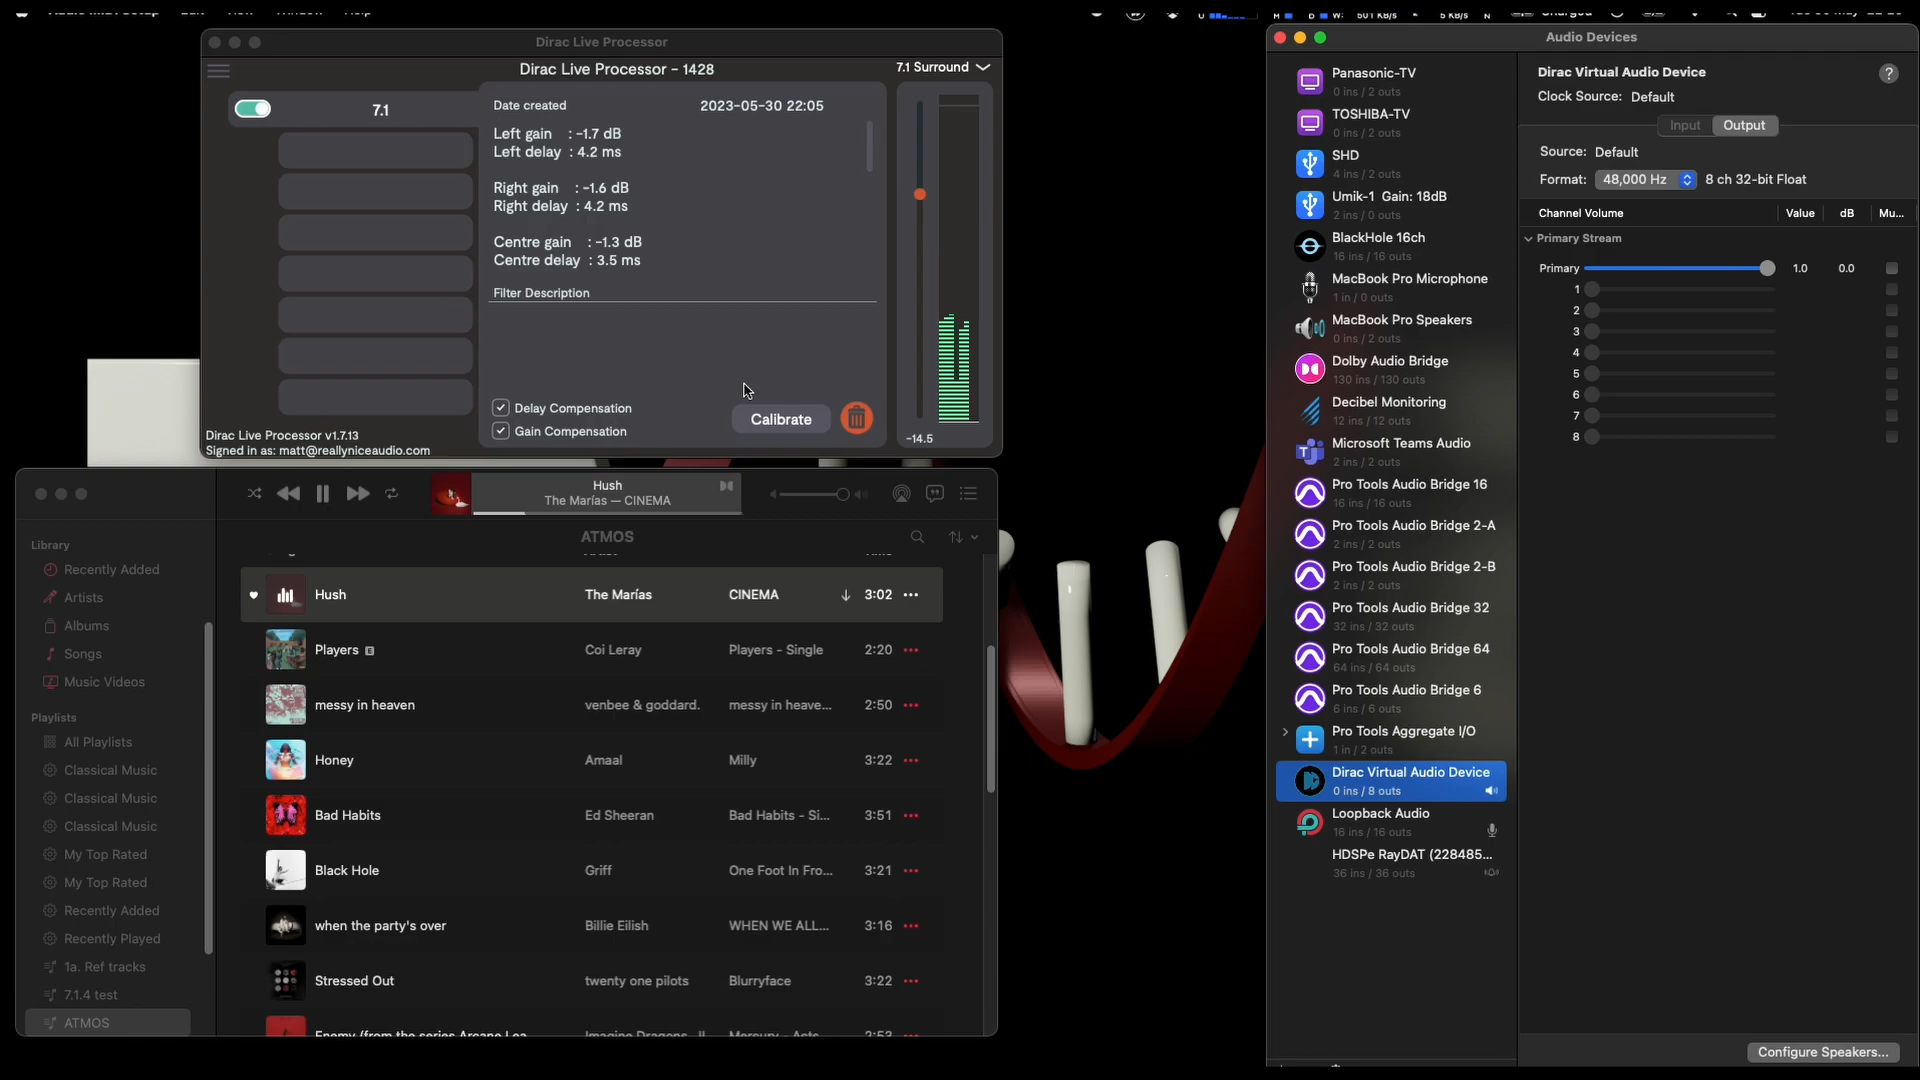 Dirac Live Processor
Dirac Live Processor - 1428
7.1 Surround
7.1
Date created 2023-05-30 22:05
Left gain : -1.7 dB
Left delay : 4.2 ms
Right gain : -1.6 dB
Right delay : 4.2 ms
Centre gain : -1.3 dB
Centre delay : 3.5 ms
Filter Description
Delay Compensation
Gain Compensation
Calibrate
-14.5
Dirac Live Processor v1.7.13
Signed in as: matt@reallyniceaudio.com
Hush
The Marías — CINEMA
ATMOS
Library
Recently Added
Artists
Albums
Songs
Music Videos
Playlists
All Playlists
Classical Music
Classical Music
Classical Music
My Top Rated
My Top Rated
Recently Added
Recently Played
1a. Ref tracks
7.1.4 test
ATMOS
Hush The Marías CINEMA 3:02
Players E Coi Leray Players - Single 2:20
messy in heaven venbee & goddard. messy in heave... 2:50
Honey Amaal Milly 3:22
Bad Habits Ed Sheeran Bad Habits - Si... 3:51
Black Hole Griff One Foot In Fro... 3:21
when the party's over Billie Eilish WHEN WE ALL... 3:16
Stressed Out twenty one pilots Blurryface 3:22
Audio Devices
Panasonic-TV
0 ins / 2 outs
TOSHIBA-TV
0 ins / 2 outs
SHD
4 ins / 2 outs
Umik-1 Gain: 18dB
2 ins / 0 outs
BlackHole 16ch
16 ins / 16 outs
MacBook Pro Microphone
1 in / 0 outs
MacBook Pro Speakers
0 ins / 2 outs
Dolby Audio Bridge
130 ins / 130 outs
Decibel Monitoring
12 ins / 12 outs
Microsoft Teams Audio
2 ins / 2 outs
Pro Tools Audio Bridge 16
16 ins / 16 outs
Pro Tools Audio Bridge 2-A
2 ins / 2 outs
Pro Tools Audio Bridge 2-B
2 ins / 2 outs
Pro Tools Audio Bridge 32
32 ins / 32 outs
Pro Tools Audio Bridge 64
64 ins / 64 outs
Pro Tools Audio Bridge 6
6 ins / 6 outs
Pro Tools Aggregate I/O
1 in / 2 outs
Dirac Virtual Audio Device
0 ins / 8 outs
Loopback Audio
16 ins / 16 outs
HDSPe RayDAT (228485...
36 ins / 36 outs
Dirac Virtual Audio Device
?
Clock Source: Default
Input Output
Source: Default
Format: 48,000 Hz 8 ch 32-bit Float
Channel Volume Value dB Mu...
Primary Stream
Primary 1.0 0.0
1
2
3
4
5
6
7
8
Configure Speakers...